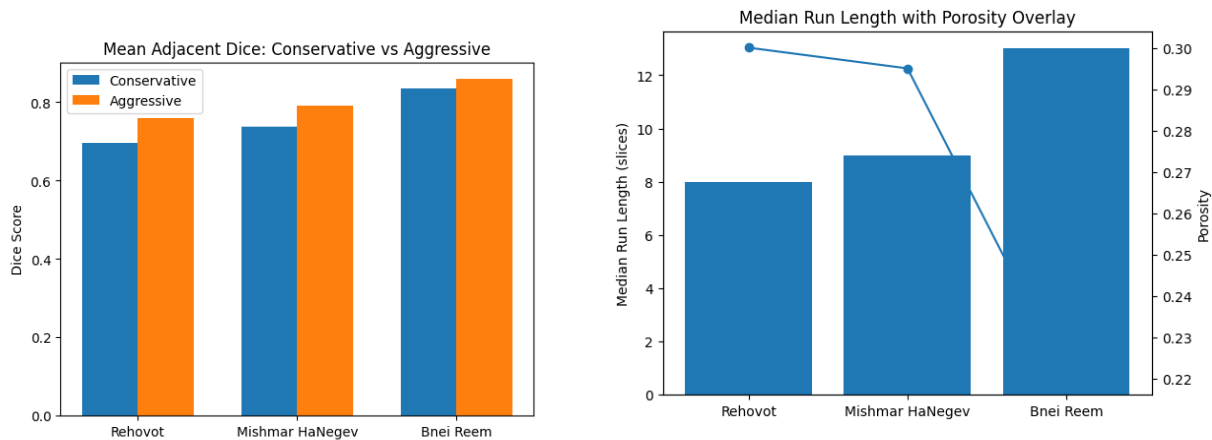 Mean Adjacent Dice: Conservative vs Aggressive
Conservative
Aggressive
Dice Score
0.8
0.6
0.4
0.2
0.0
Rehovot
Mishmar HaNegev
Bnei Reem
Median Run Length with Porosity Overlay
Median Run Length (slices)
12
10
8
6
4
2
0
Rehovot
Mishmar HaNegev
Bnei Reem
0.30
0.29
0.28
0.27
0.26
0.25
0.24
0.23
0.22
Porosity